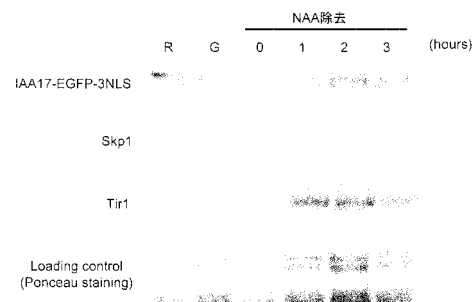 NAA除去
R G 0 1 2 3 (hours)
IAA17-EGFP-3NLS
Skp1
Tir1
Loading control
(Ponceau staining)